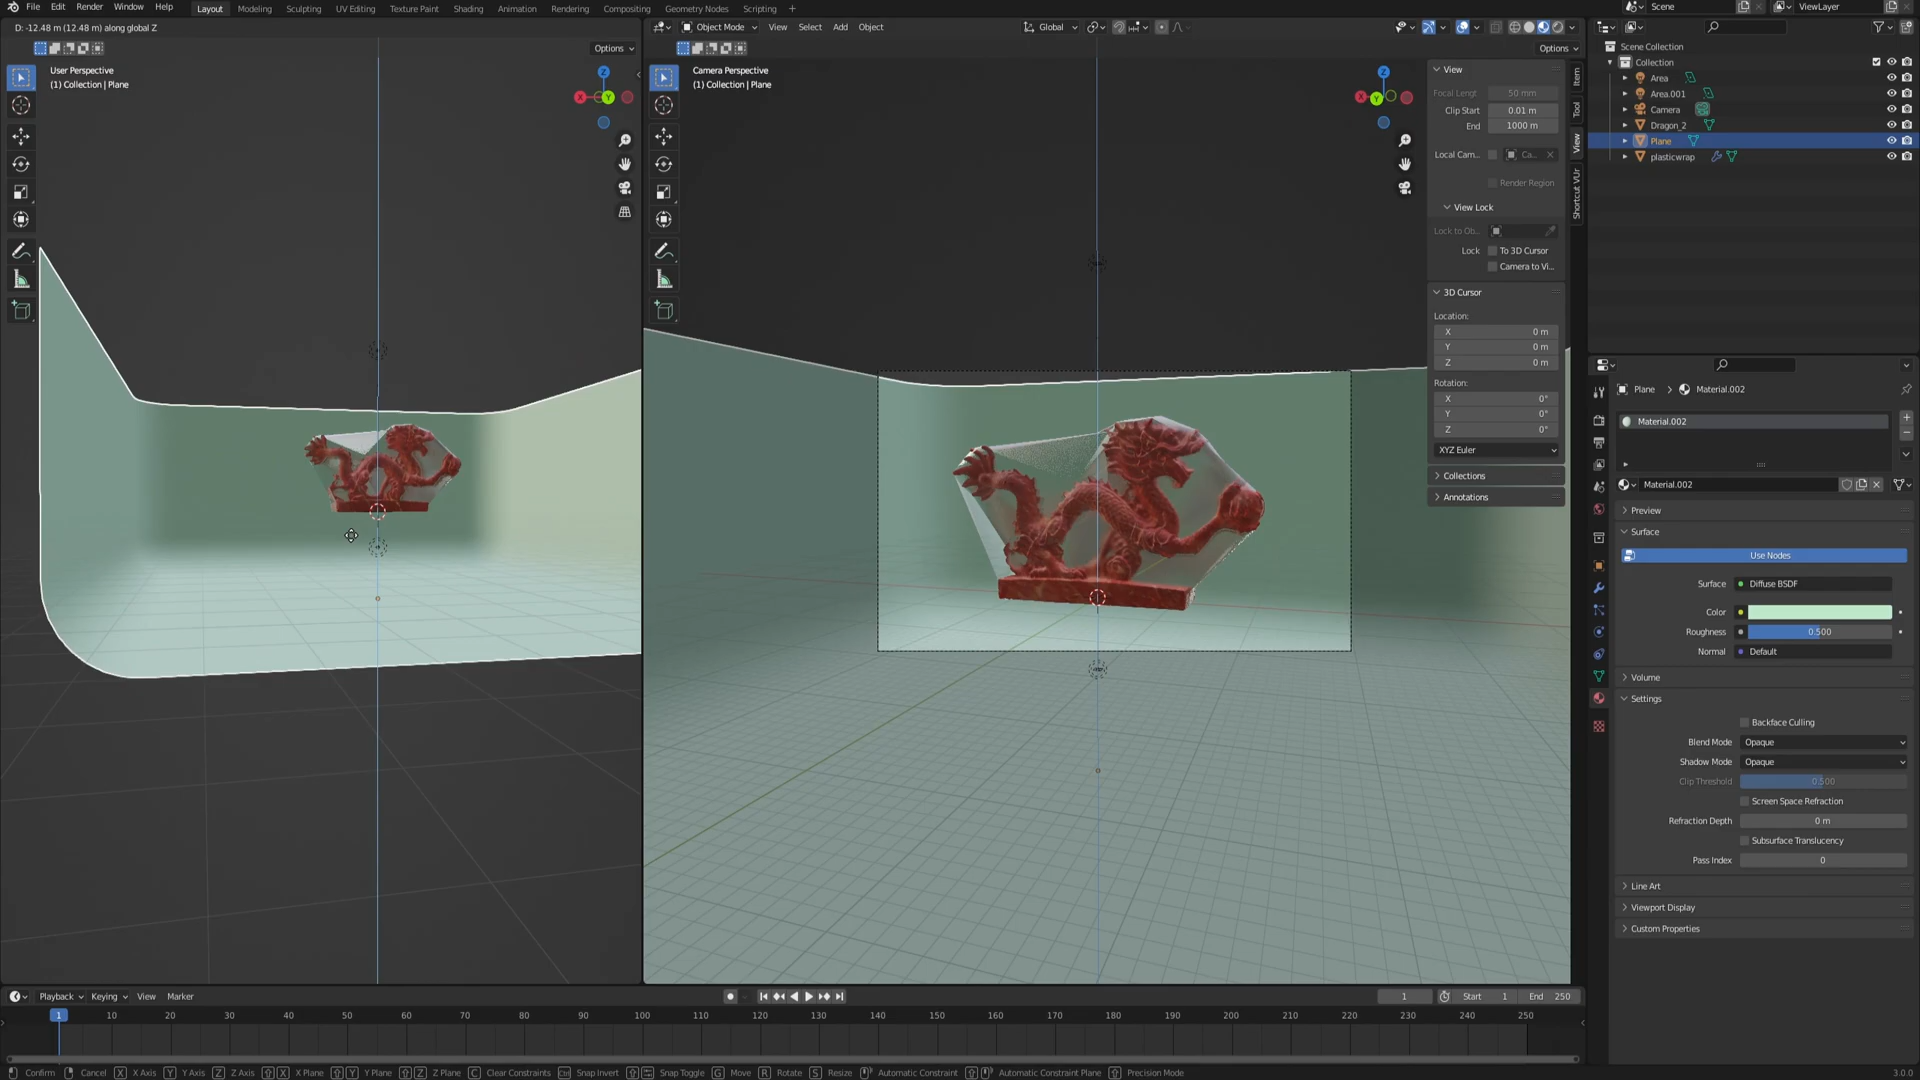 File Edit Render Window Help Layout Modeling Sculpting UV Editing Texture Paint Shading Animation Rendering Compositing Geometry Nodes Scripting + Scene ViewLayer
D: -12.48 m (12.48 m) along global Z
Object Mode View Select Add Object Global
Options
Options
User Perspective
(1) Collection | Plane
Camera Perspective
(1) Collection | Plane
X Y Z
X Y Z
View
Focal Lengt 50 mm
Clip Start 0.01 m
End 1000 m
Local Cam... Ca...
Render Region
View Lock
Lock to Ob...
Lock To 3D Cursor
Camera to Vi...
3D Cursor
Location:
X 0 m
Y 0 m
Z 0 m
Rotation:
X 0°
Y 0°
Z 0°
XYZ Euler
Collections
Annotations
Item
Tool
View
Shortcut VUr
Scene Collection
Collection
Area
Area.001
Camera
Dragon_2
Plane
plasticwrap
Plane > Material.002
Material.002
Material.002
Preview
Surface
Use Nodes
Surface Diffuse BSDF
Color
Roughness 0.500
Normal Default
Volume
Settings
Backface Culling
Blend Mode Opaque
Shadow Mode Opaque
Clip Threshold 0.500
Screen Space Refraction
Refraction Depth 0 m
Subsurface Translucency
Pass Index 0
Line Art
Viewport Display
Custom Properties
Playback Keying View Marker 1 Start 1 End 250
1 10 20 30 40 50 60 70 80 90 100 110 120 130 140 150 160 170 180 190 200 210 220 230 240 250
Confirm Cancel X X Axis Y Y Axis Z Z Axis X X Plane Y Y Plane Z Z Plane C Clear Constraints Ctrl Snap Invert Snap Toggle G Move R Rotate S Resize Automatic Constraint Automatic Constraint Plane Precision Mode 3.0.0